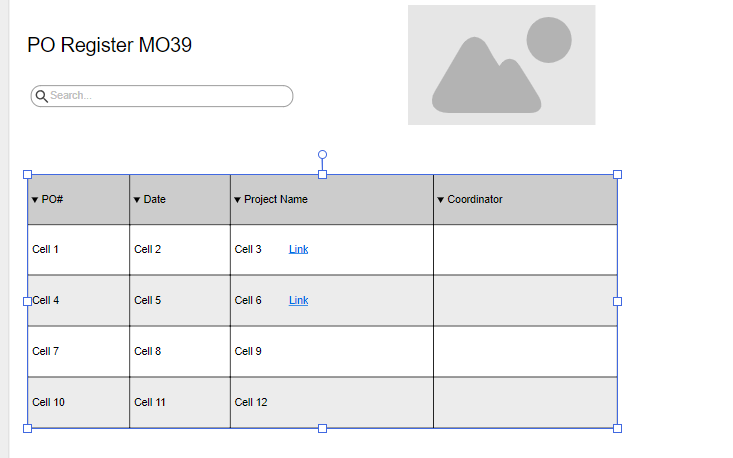 PO Register MO39
Search...
▼ PO# ▼ Date ▼ Project Name ▼ Coordinator
Cell 1 Cell 2 Cell 3 Link
Cell 4 Cell 5 Cell 6 Link
Cell 7 Cell 8 Cell 9
Cell 10 Cell 11 Cell 12